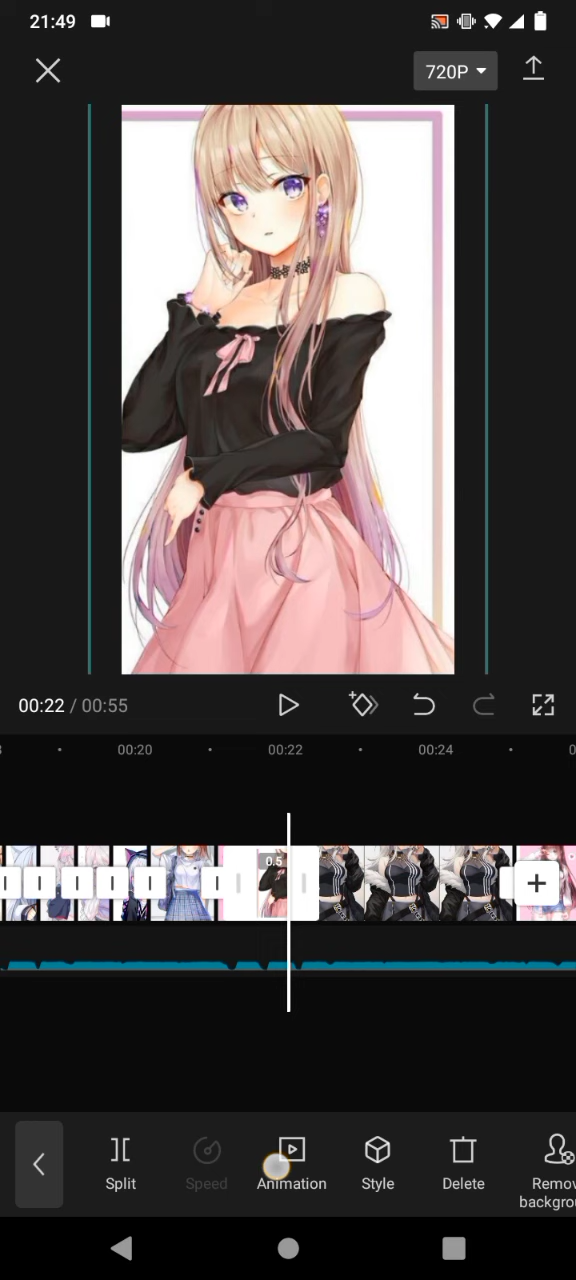 21:49
720P
00:22 / 00:55
00:20
00:22
00:24
0.5
Split
Speed
Animation
Style
Delete
Remov
backgrou